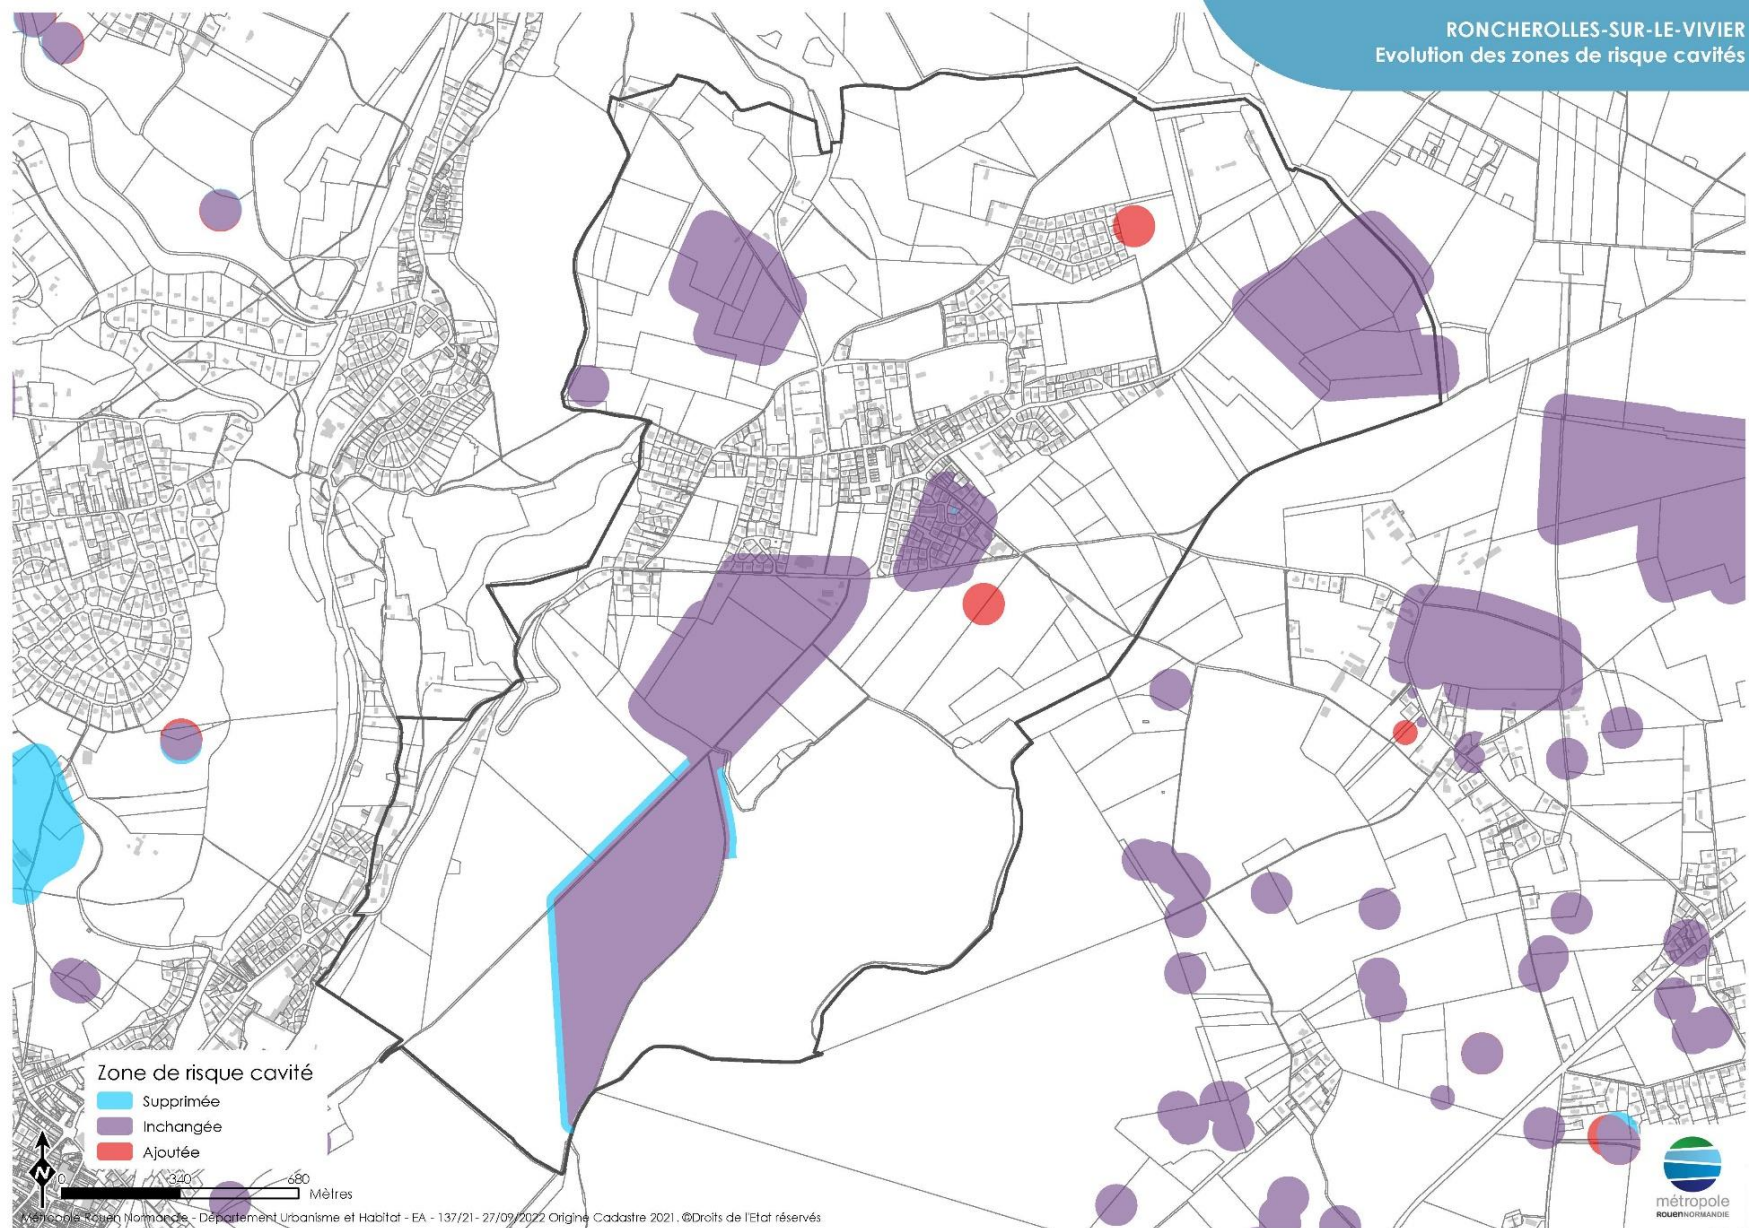 RONCHEROLLES-SUR-LE-VIVIER
Evolution des zones de risque cavités
Zone de risque cavité
Supprimée
Inchangée
Ajoutée
N
0 340 680
Mètres
Métropole Rouen Normandie - Département Urbanisme et Habitat - EA - 137/21- 27/09/2022 Origine Cadastre 2021. ©Droits de l'Etat réservés
métropole
ROUENNORMANDIE